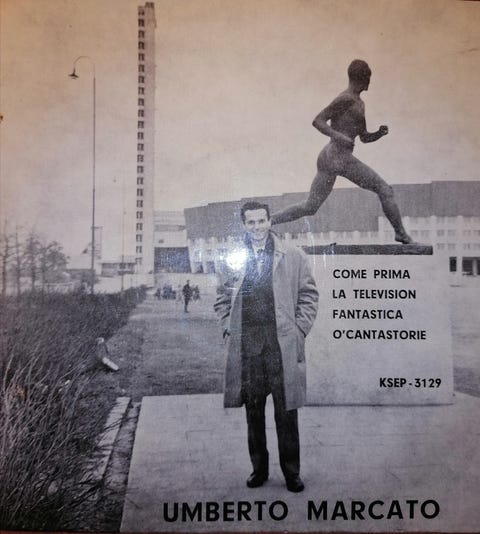 COME PRIMA
LA TELEVISION
FANTASTICA
O'CANTASTORIE
KSEP-3129
UMBERTO MARCATO